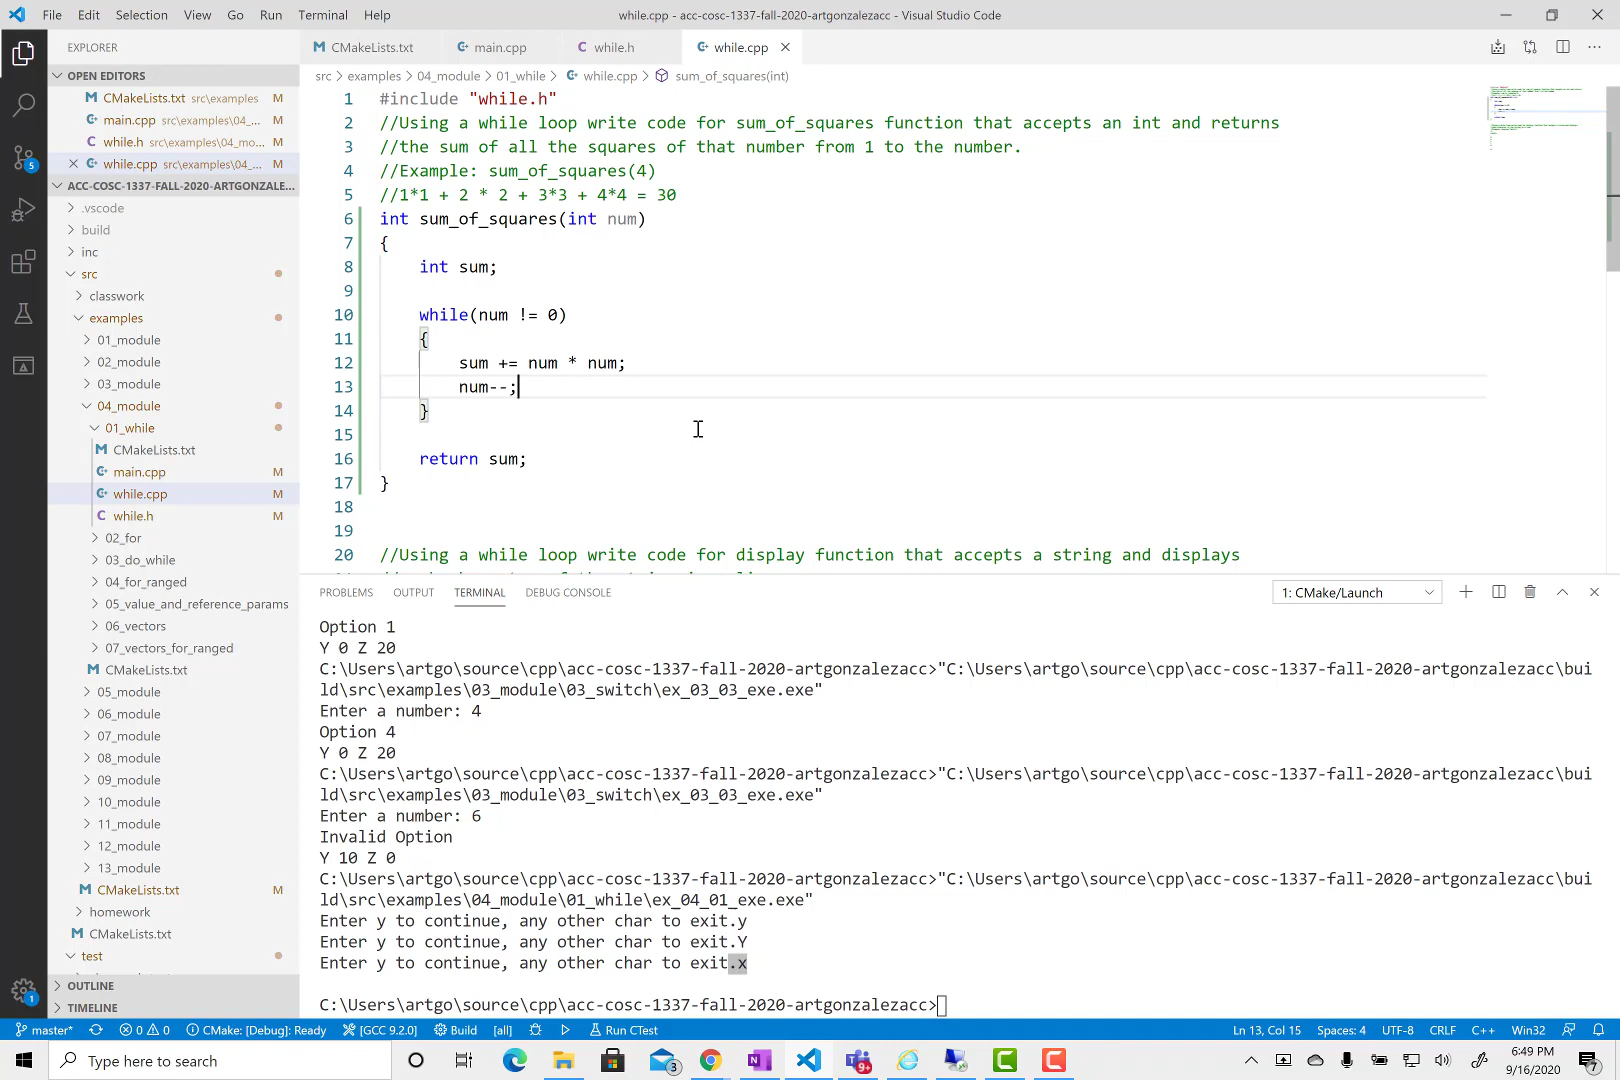 File Edit Selection View Go Run Terminal Help
while.cpp - acc-cosc-1337-fall-2020-artgonzalezacc - Visual Studio Code
EXPLORER
OPEN EDITORS
CMakeLists.txt src\examples M
main.cpp src\examples\04_... M
while.h src\examples\04_mo... M
while.cpp src\examples\04_... M
ACC-COSC-1337-FALL-2020-ARTGONZALE...
.vscode
build
inc
src
classwork
examples
01_module
02_module
03_module
04_module
01_while
CMakeLists.txt
main.cpp M
while.cpp M
while.h M
02_for
03_do_while
04_for_ranged
05_value_and_reference_params
06_vectors
07_vectors_for_ranged
CMakeLists.txt
05_module
06_module
07_module
08_module
09_module
10_module
11_module
12_module
13_module
CMakeLists.txt M
homework
CMakeLists.txt
test
OUTLINE
TIMELINE
CMakeLists.txt main.cpp while.h while.cpp
src > examples > 04_module > 01_while > while.cpp > sum_of_squares(int)
1 #include "while.h"
2 //Using a while loop write code for sum_of_squares function that accepts an int and returns
3 //the sum of all the squares of that number from 1 to the number.
4 //Example: sum_of_squares(4)
5 //1*1 + 2 * 2 + 3*3 + 4*4 = 30
6 int sum_of_squares(int num)
7 {
8 int sum;
9
10 while(num != 0)
11 {
12 sum += num * num;
13 num--;
14 }
15
16 return sum;
17 }
18
19
20 //Using a while loop write code for display function that accepts a string and displays
PROBLEMS OUTPUT TERMINAL DEBUG CONSOLE
1: CMake/Launch
Option 1
Y 0 Z 20
C:\Users\artgo\source\cpp\acc-cosc-1337-fall-2020-artgonzalezacc>"C:\Users\artgo\source\cpp\acc-cosc-1337-fall-2020-artgonzalezacc\bui
ld\src\examples\03_module\03_switch\ex_03_03_exe.exe"
Enter a number: 4
Option 4
Y 0 Z 20
C:\Users\artgo\source\cpp\acc-cosc-1337-fall-2020-artgonzalezacc>"C:\Users\artgo\source\cpp\acc-cosc-1337-fall-2020-artgonzalezacc\bui
ld\src\examples\03_module\03_switch\ex_03_03_exe.exe"
Enter a number: 6
Invalid Option
Y 10 Z 0
C:\Users\artgo\source\cpp\acc-cosc-1337-fall-2020-artgonzalezacc>"C:\Users\artgo\source\cpp\acc-cosc-1337-fall-2020-artgonzalezacc\bui
ld\src\examples\04_module\01_while\ex_04_01_exe.exe"
Enter y to continue, any other char to exit.y
Enter y to continue, any other char to exit.Y
Enter y to continue, any other char to exit.x
C:\Users\artgo\source\cpp\acc-cosc-1337-fall-2020-artgonzalezacc>
master* 0 0 CMake: [Debug]: Ready [GCC 9.2.0] Build [all] Run CTest
Ln 13, Col 15 Spaces: 4 UTF-8 CRLF C++ Win32
Type here to search
6:49 PM
9/16/2020